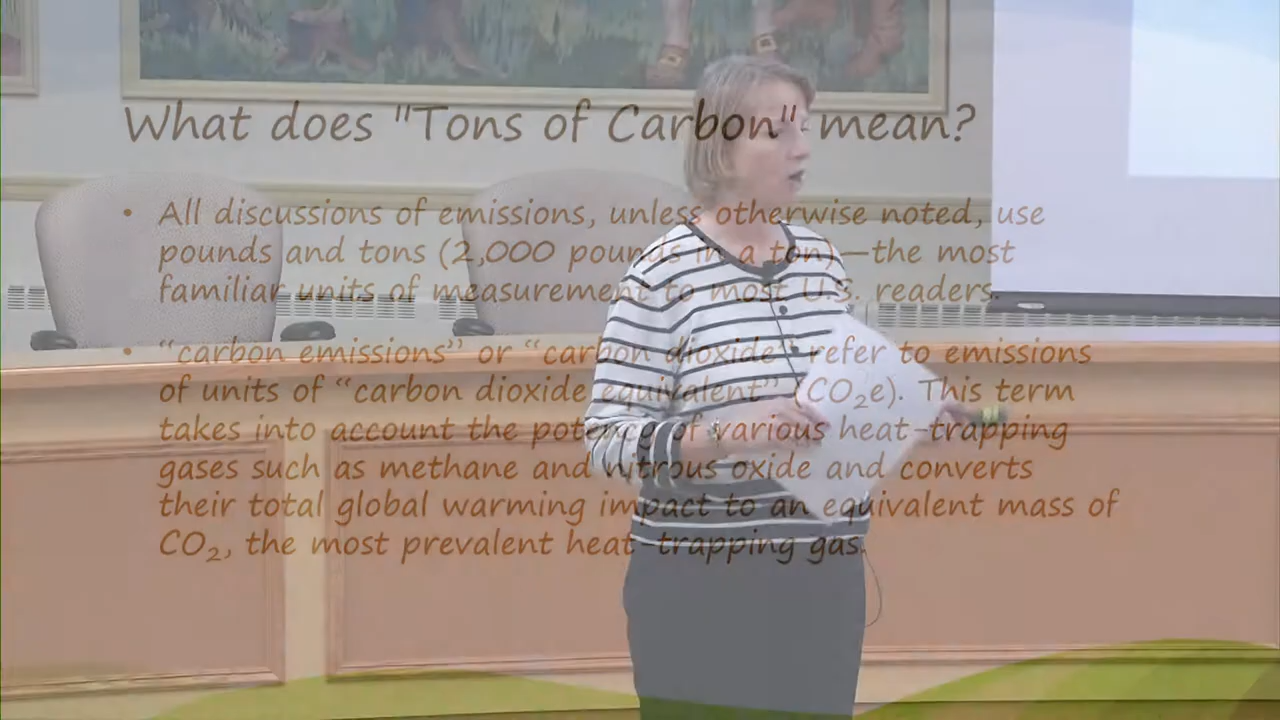 What does "Tons of Carbon" mean?
• All discussions of emissions, unless otherwise noted, use
pounds and tons (2,000 pounds in a ton)—the most
familiar units of measurement to most U.S. readers.
• “carbon emissions” or “carbon dioxide” refer to emissions
of units of “carbon dioxide equivalent” (CO₂e). This term
takes into account the potency of various heat-trapping
gases such as methane and nitrous oxide and converts
their total global warming impact to an equivalent mass of
CO₂, the most prevalent heat-trapping gas.